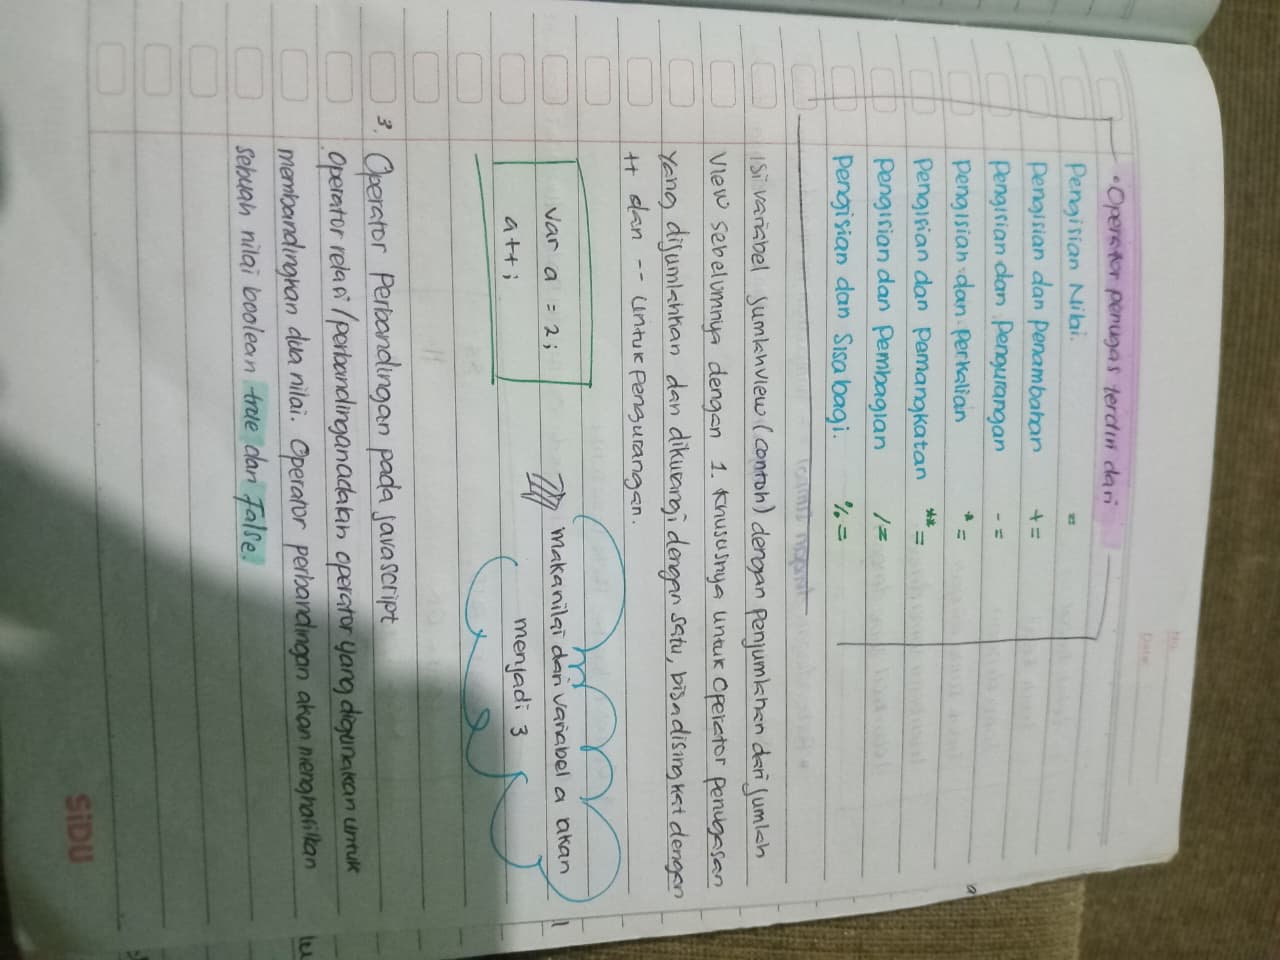 No.
Date
• Operator penugas terdiri dari
Pengisian Nilai. =
Pengisian dan penambahan +=
Pengisian dan pengurangan -=
Pengisian dan perkalian *=
Pengisian dan pemangkatan **=
Pengisian dan pembagian /=
Pengisian dan sisa bagi. %=
isi variabel jumlahview (contoh) dengan penjumlahan dari jumlah
view sebelumnya dengan 1. Khususnya untuk operator penugasan
Yang dijumlahkan dan dikurangi dengan satu, bisa disingkat dengan
++ dan -- untuk pengurangan.
var a = 2;
a++;
maka nilai dari variabel a akan
menjadi 3
3. Operator Perbandingan pada Javascript
Operator relasi/perbandingan adalah operator yang digunakan untuk
membandingkan dua nilai. Operator perbandingan akan menghasilkan
sebuah nilai boolean true dan False.
SiDU